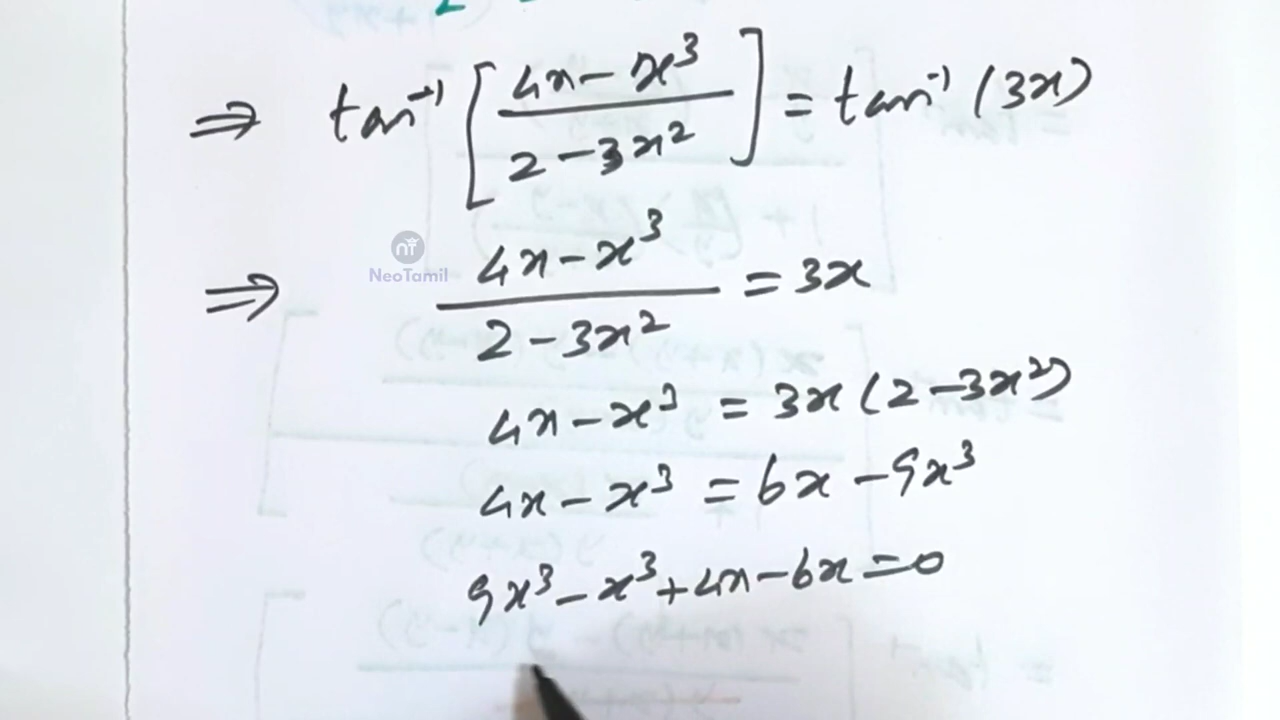 ⇒ tan⁻¹ [ (4x − x³) / (2 − 3x²) ] = tan⁻¹ (3x)
NeoTamil
⇒ (4x − x³) / (2 − 3x²) = 3x
4x − x³ = 3x (2 − 3x²)
4x − x³ = 6x − 9x³
9x³ − x³ + 4x − 6x = 0